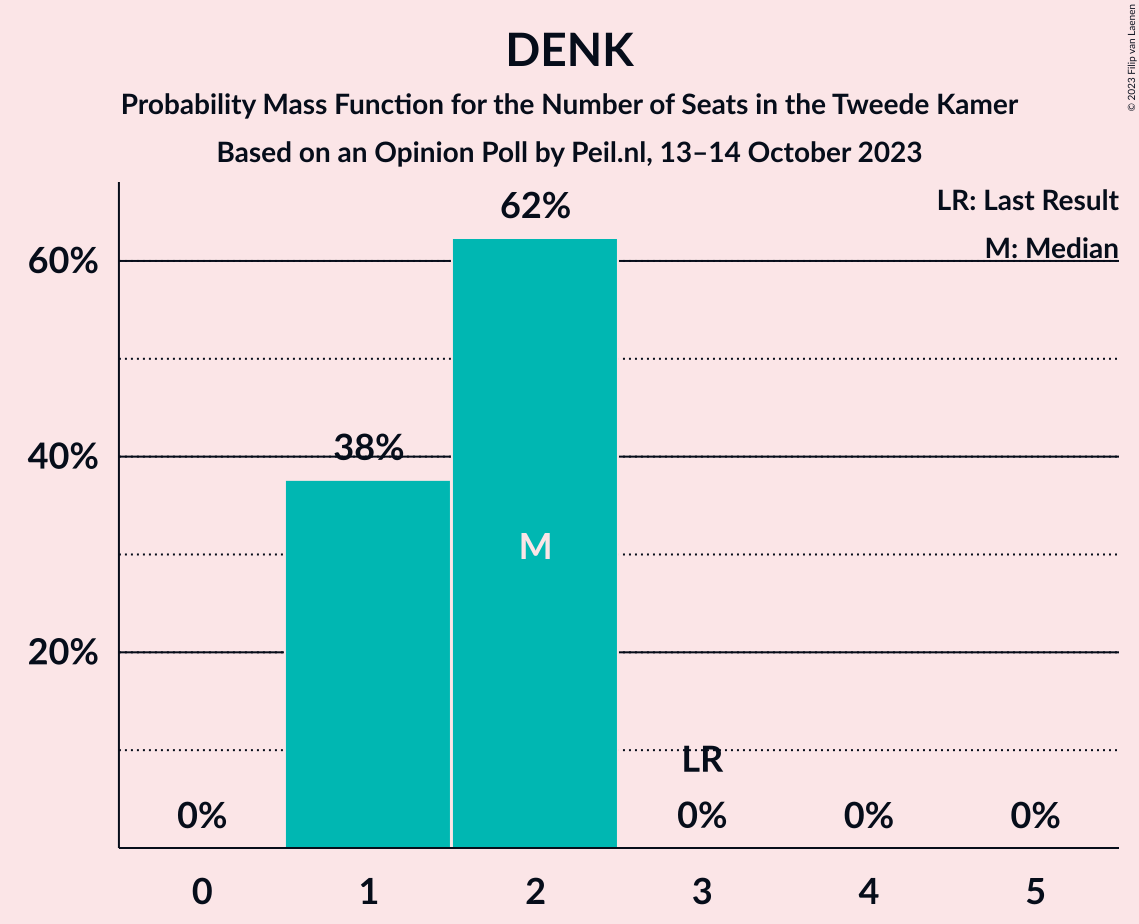 DENK
Probability Mass Function for the Number of Seats in the Tweede Kamer
Based on an Opinion Poll by Peil.nl, 13–14 October 2023
© 2023 Filip van Laenen
LR: Last Result
M: Median
62%
60%
38%
40%
M
20%
LR
0%
0%
0%
0%
0 1 2 3 4 5